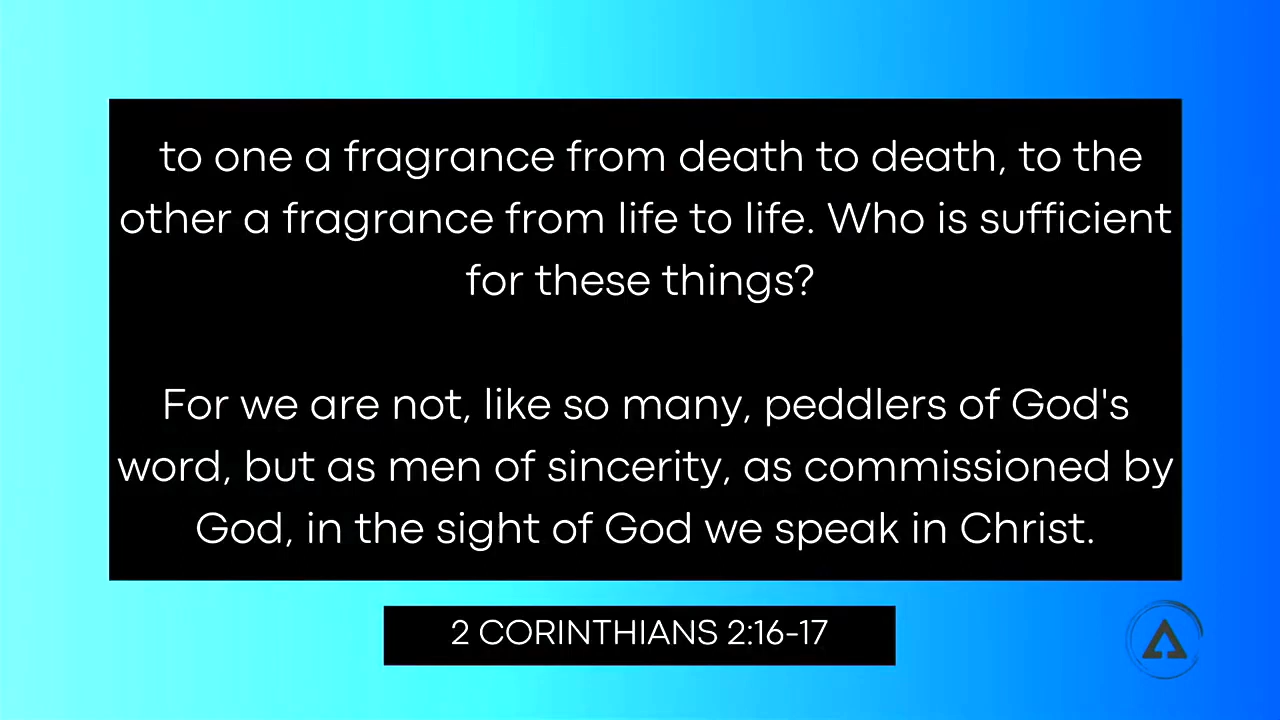 to one a fragrance from death to death, to the
other a fragrance from life to life. Who is sufficient
for these things?
For we are not, like so many, peddlers of God's
word, but as men of sincerity, as commissioned by
God, in the sight of God we speak in Christ.
2 CORINTHIANS 2:16-17